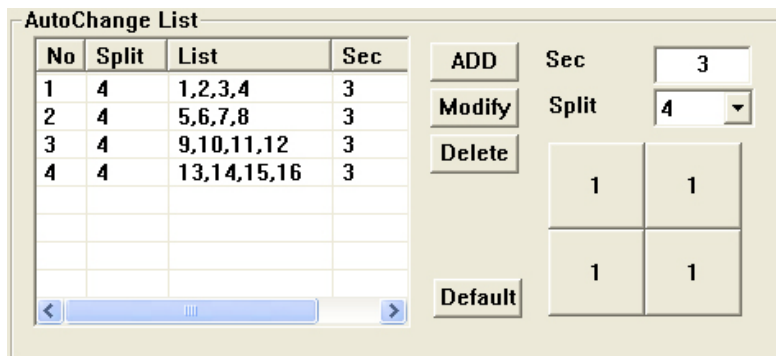 AutoChange List
No Split List Sec
1 4 1,2,3,4 3
2 4 5,6,7,8 3
3 4 9,10,11,12 3
4 4 13,14,15,16 3
ADD
Modify
Delete
Default
Sec 3
Split 4
1 1
1 1